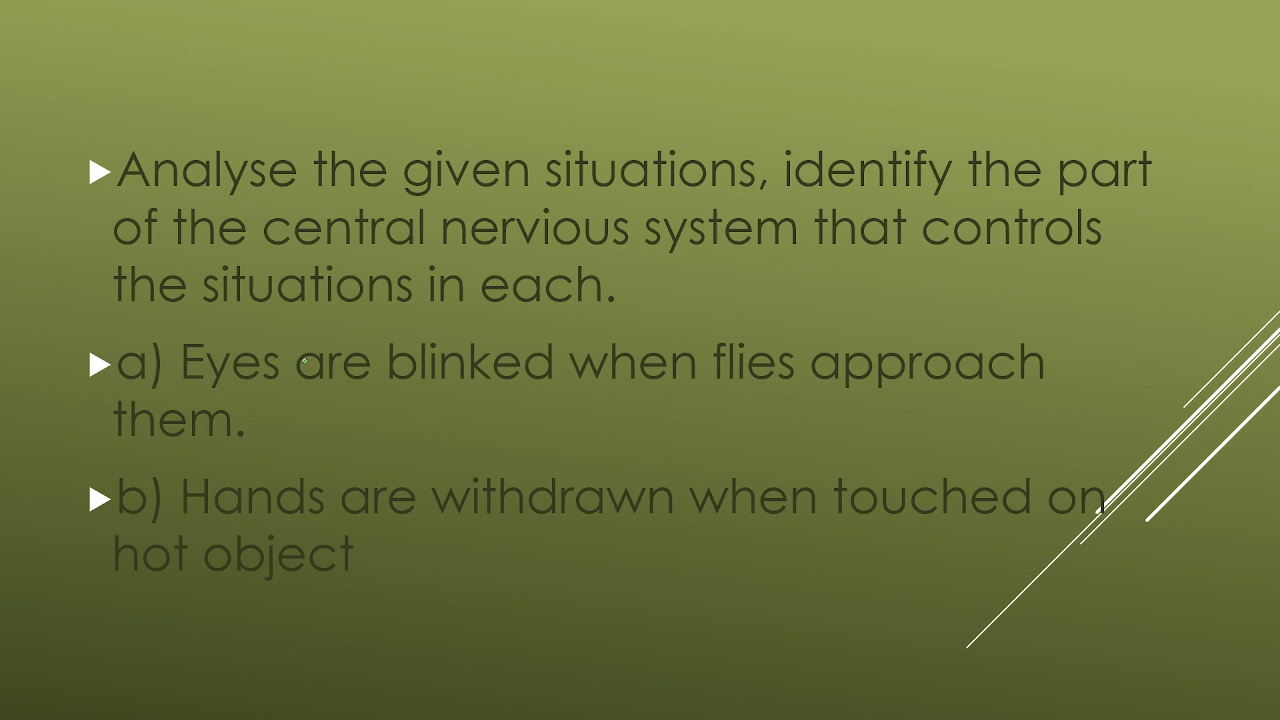 Analyse the given situations, identify the part
of the central nervious system that controls
the situations in each.
a) Eyes are blinked when flies approach
them.
b) Hands are withdrawn when touched on
hot object